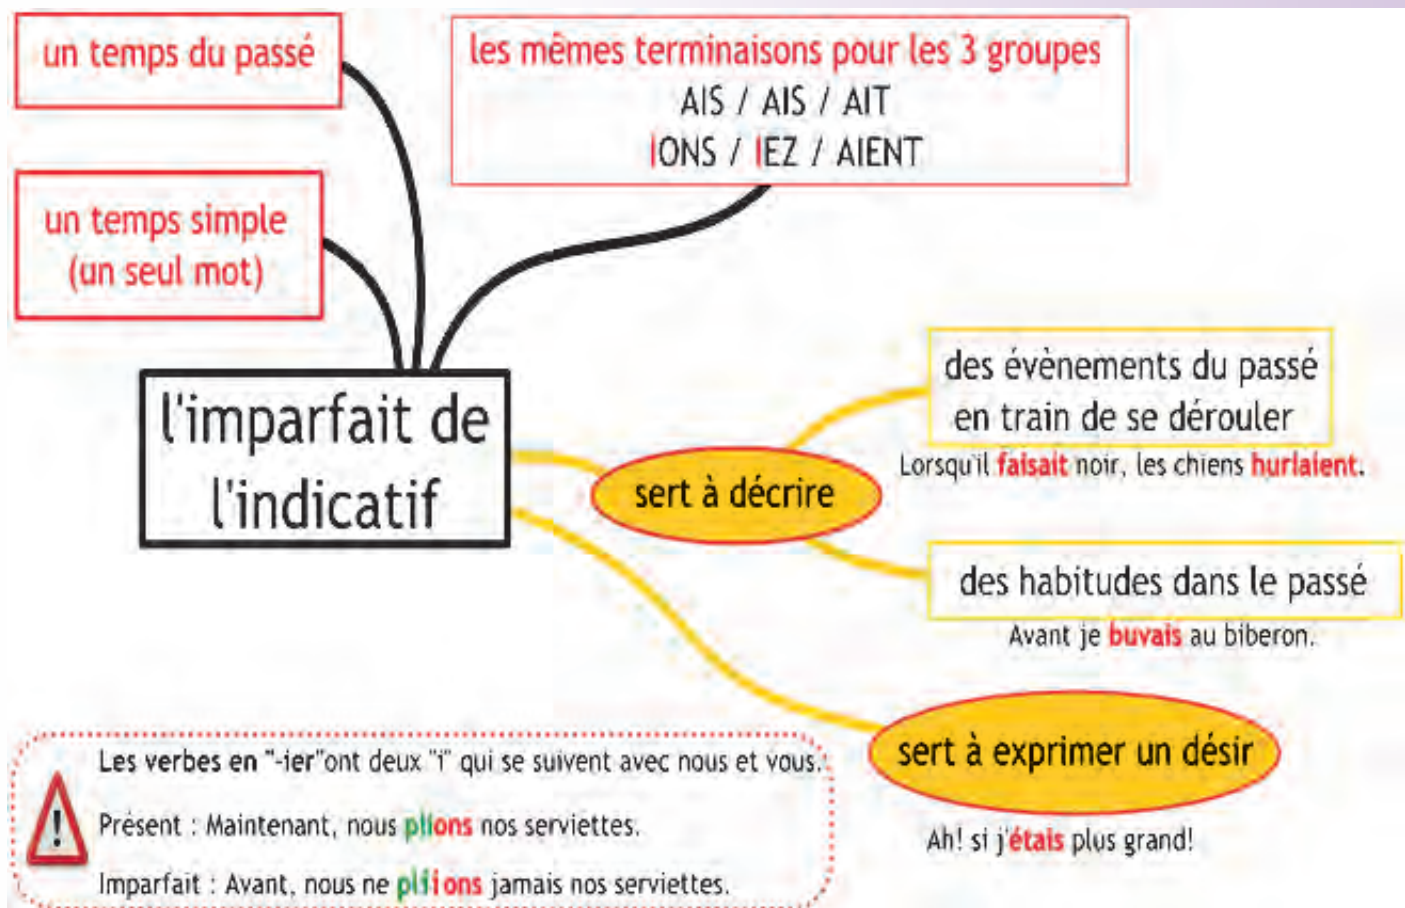 un temps du passé
les mêmes terminaisons pour les 3 groupes
AIS / AIS / AIT
IONS / IEZ / AIENT
un temps simple
(un seul mot)
l'imparfait de
l'indicatif
sert à décrire
des évènements du passé
en train de se dérouler
Lorsqu'il faisait noir, les chiens hurlaient.
des habitudes dans le passé
Avant je buvais au biberon.
sert à exprimer un désir
Ah! si j'étais plus grand!
Les verbes en "-ier"ont deux "i" qui se suivent avec nous et vous.
!
Présent : Maintenant, nous plions nos serviettes.
Imparfait : Avant, nous ne pliions jamais nos serviettes.